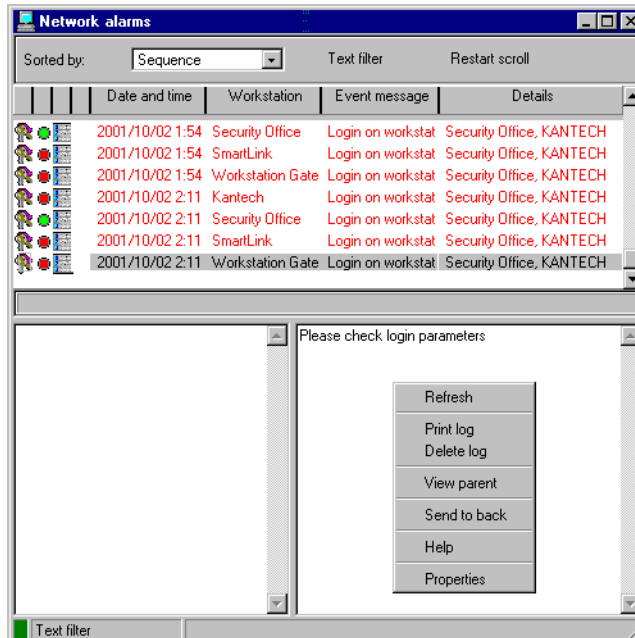 Network alarms
Sorted by: Sequence Text filter Restart scroll
Date and time Workstation Event message Details
2001/10/02 1:54 Security Office Login on workstat Security Office, KANTECH
2001/10/02 1:54 SmartLink Login on workstat Security Office, KANTECH
2001/10/02 1:54 Workstation Gate Login on workstat Security Office, KANTECH
2001/10/02 2:11 Kantech Login on workstat Security Office, KANTECH
2001/10/02 2:11 Security Office Login on workstat Security Office, KANTECH
2001/10/02 2:11 SmartLink Login on workstat Security Office, KANTECH
2001/10/02 2:11 Workstation Gate Login on workstat Security Office, KANTECH
Please check login parameters
Refresh
Print log
Delete log
View parent
Send to back
Help
Properties
Text filter